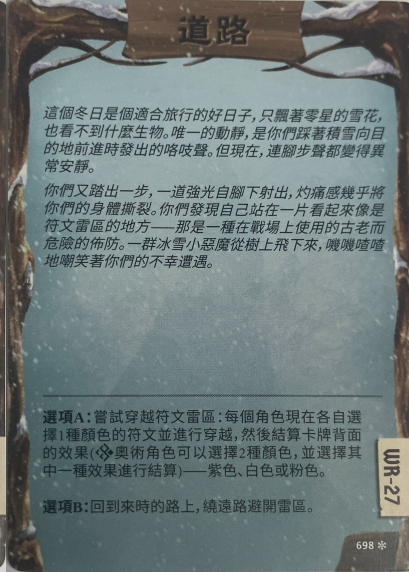 道路
這個冬日是個適合旅行的好日子，只飄著零星的雪花，
也看不到什麼生物。唯一的動靜，是你們踩著積雪向目
的地前進時發出的咯吱聲。但現在，連腳步聲都變得異
常安靜。
你們又踏出一步，一道強光自腳下射出，灼痛感幾乎將
你們的身體撕裂。你們發現自己站在一片看起來像是
符文雷區的地方——那是一種在戰場上使用的古老而
危險的佈防。一群冰雪小惡魔從樹上飛下來，嘰嘰喳喳
地嘲笑著你們的不幸遭遇。
選項A：嘗試穿越符文雷區：每個角色現在各自選
擇1種顏色的符文並進行穿越，然後結算卡牌背面
的效果（奧術角色可以選擇2種顏色，並選擇其
中一種效果進行結算）——紫色、白色或粉色。
選項B：回到來時的路上，繞遠路避開雷區。
WR-27
698